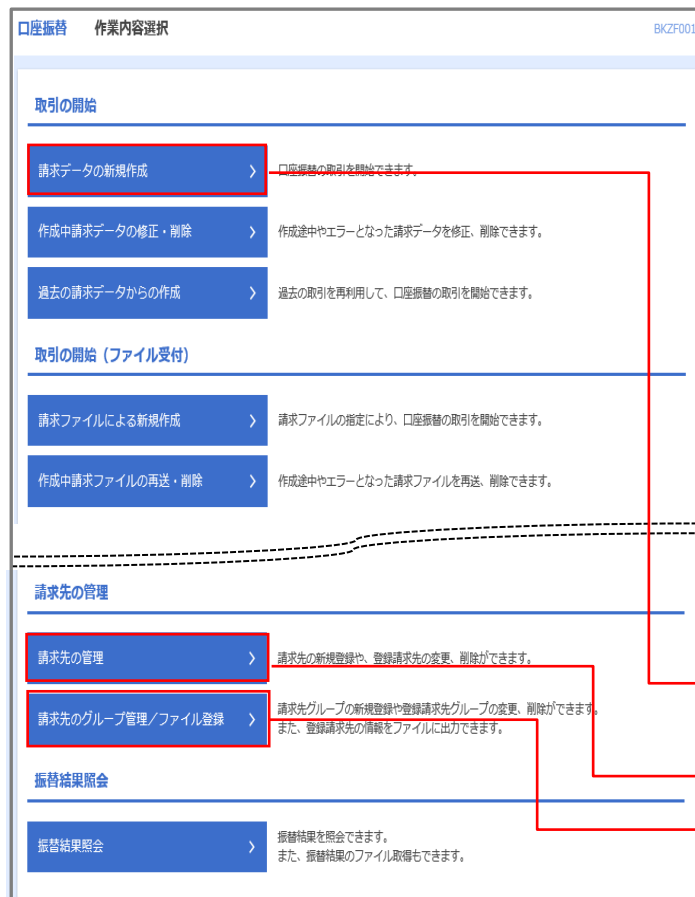 口座振替 作業内容選択 BKZF001
取引の開始
請求データの新規作成 口座振替の取引を開始できます。
作成中請求データの修正・削除 作成途中やエラーとなった請求データを修正、削除できます。
過去の請求データからの作成 過去の取引を再利用して、口座振替の取引を開始できます。
取引の開始（ファイル受付）
請求ファイルによる新規作成 請求ファイルの指定により、口座振替の取引を開始できます。
作成中請求ファイルの再送・削除 作成途中やエラーとなった請求ファイルを再送、削除できます。
請求先の管理
請求先の管理 請求先の新規登録や、登録請求先の変更、削除ができます。
請求先のグループ管理／ファイル登録 請求先グループの新規登録や登録請求先グループの変更、削除ができます。
また、登録請求先の情報をファイルに出力できます。
振替結果照会
振替結果照会 振替結果を照会できます。
また、振替結果のファイル取得もできます。